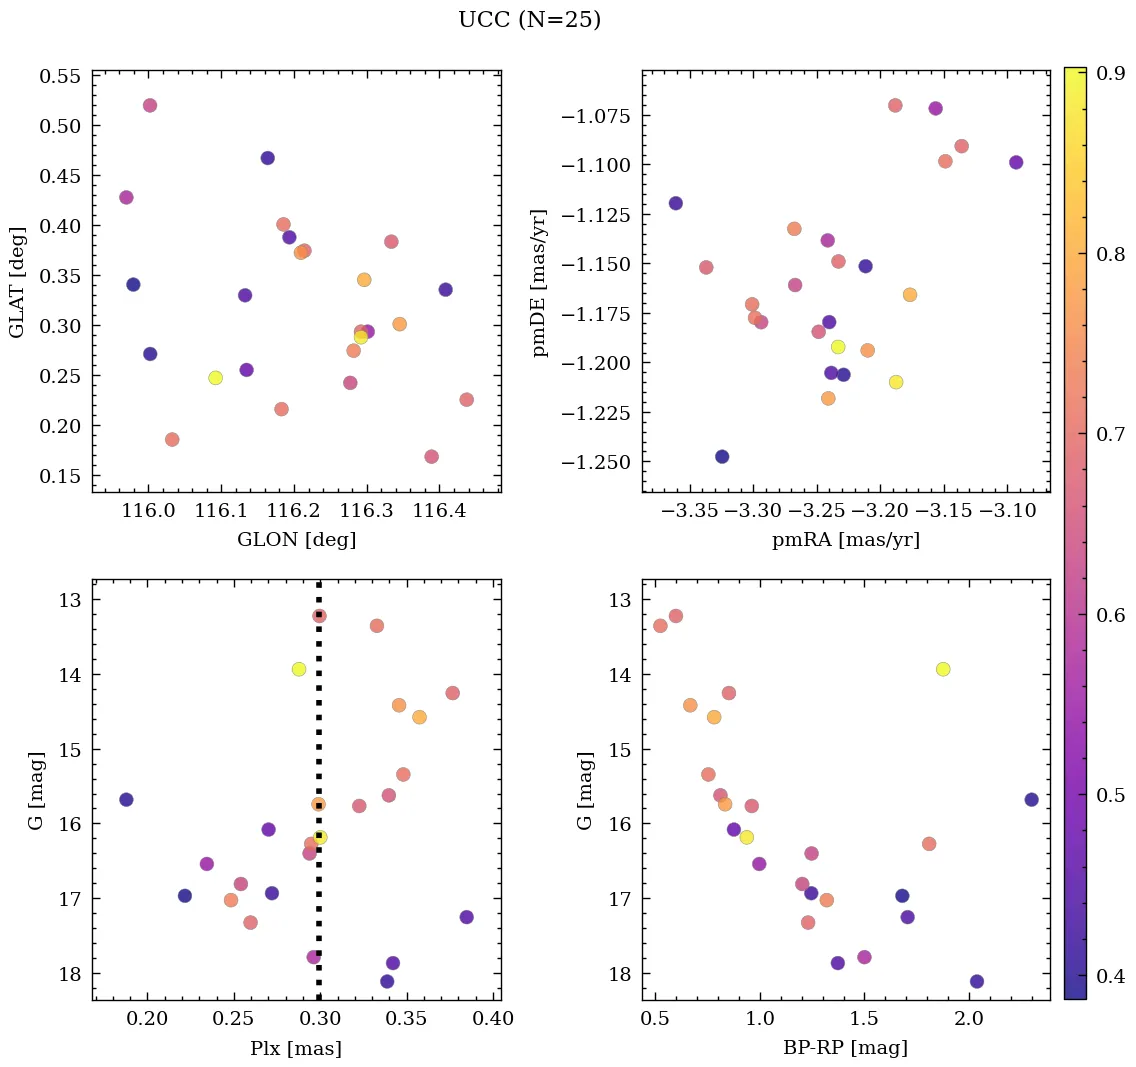 UCC (N=25)
0.55
0.50
0.45
0.40
0.35
0.30
0.25
0.20
0.15
GLAT [deg]
116.0 116.1 116.2 116.3 116.4
GLON [deg]
−1.075
−1.100
−1.125
−1.150
−1.175
−1.200
−1.225
−1.250
pmDE [mas/yr]
−3.35 −3.30 −3.25 −3.20 −3.15 −3.10
pmRA [mas/yr]
0.9
0.8
0.7
0.6
0.5
0.4
13
14
15
16
17
18
G [mag]
0.20 0.25 0.30 0.35 0.40
Plx [mas]
13
14
15
16
17
18
G [mag]
0.5 1.0 1.5 2.0
BP-RP [mag]